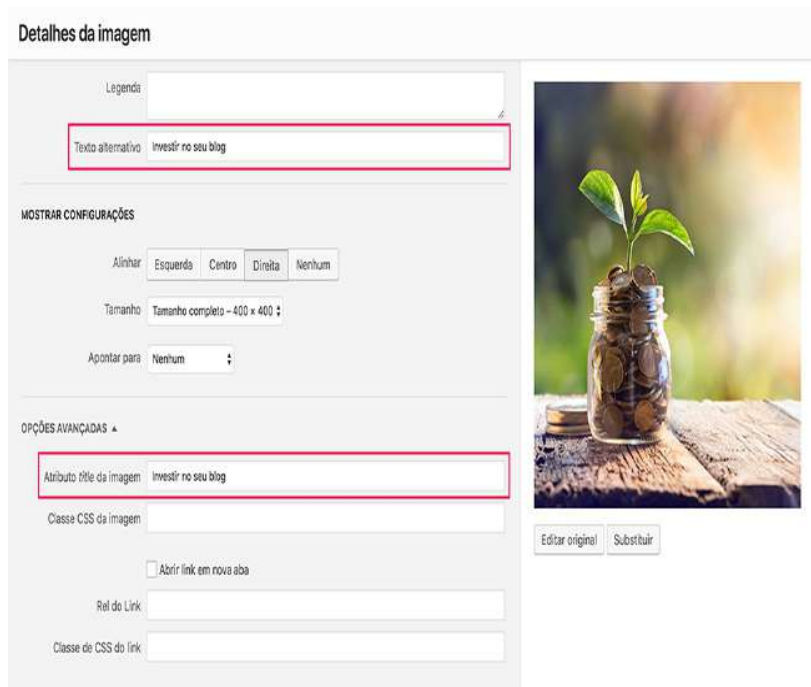 Detalhes da imagem
Legenda
Texto alternativo Investir no seu blog
MOSTRAR CONFIGURAÇÕES
Alinhar Esquerda Centro Direita Nenhum
Tamanho Tamanho completo – 400 × 400
Apontar para Nenhum
OPÇÕES AVANÇADAS ▲
Atributo title da imagem Investir no seu blog
Classe CSS da imagem
Abrir link em nova aba
Rel do Link
Classe de CSS do link
Editar original Substituir